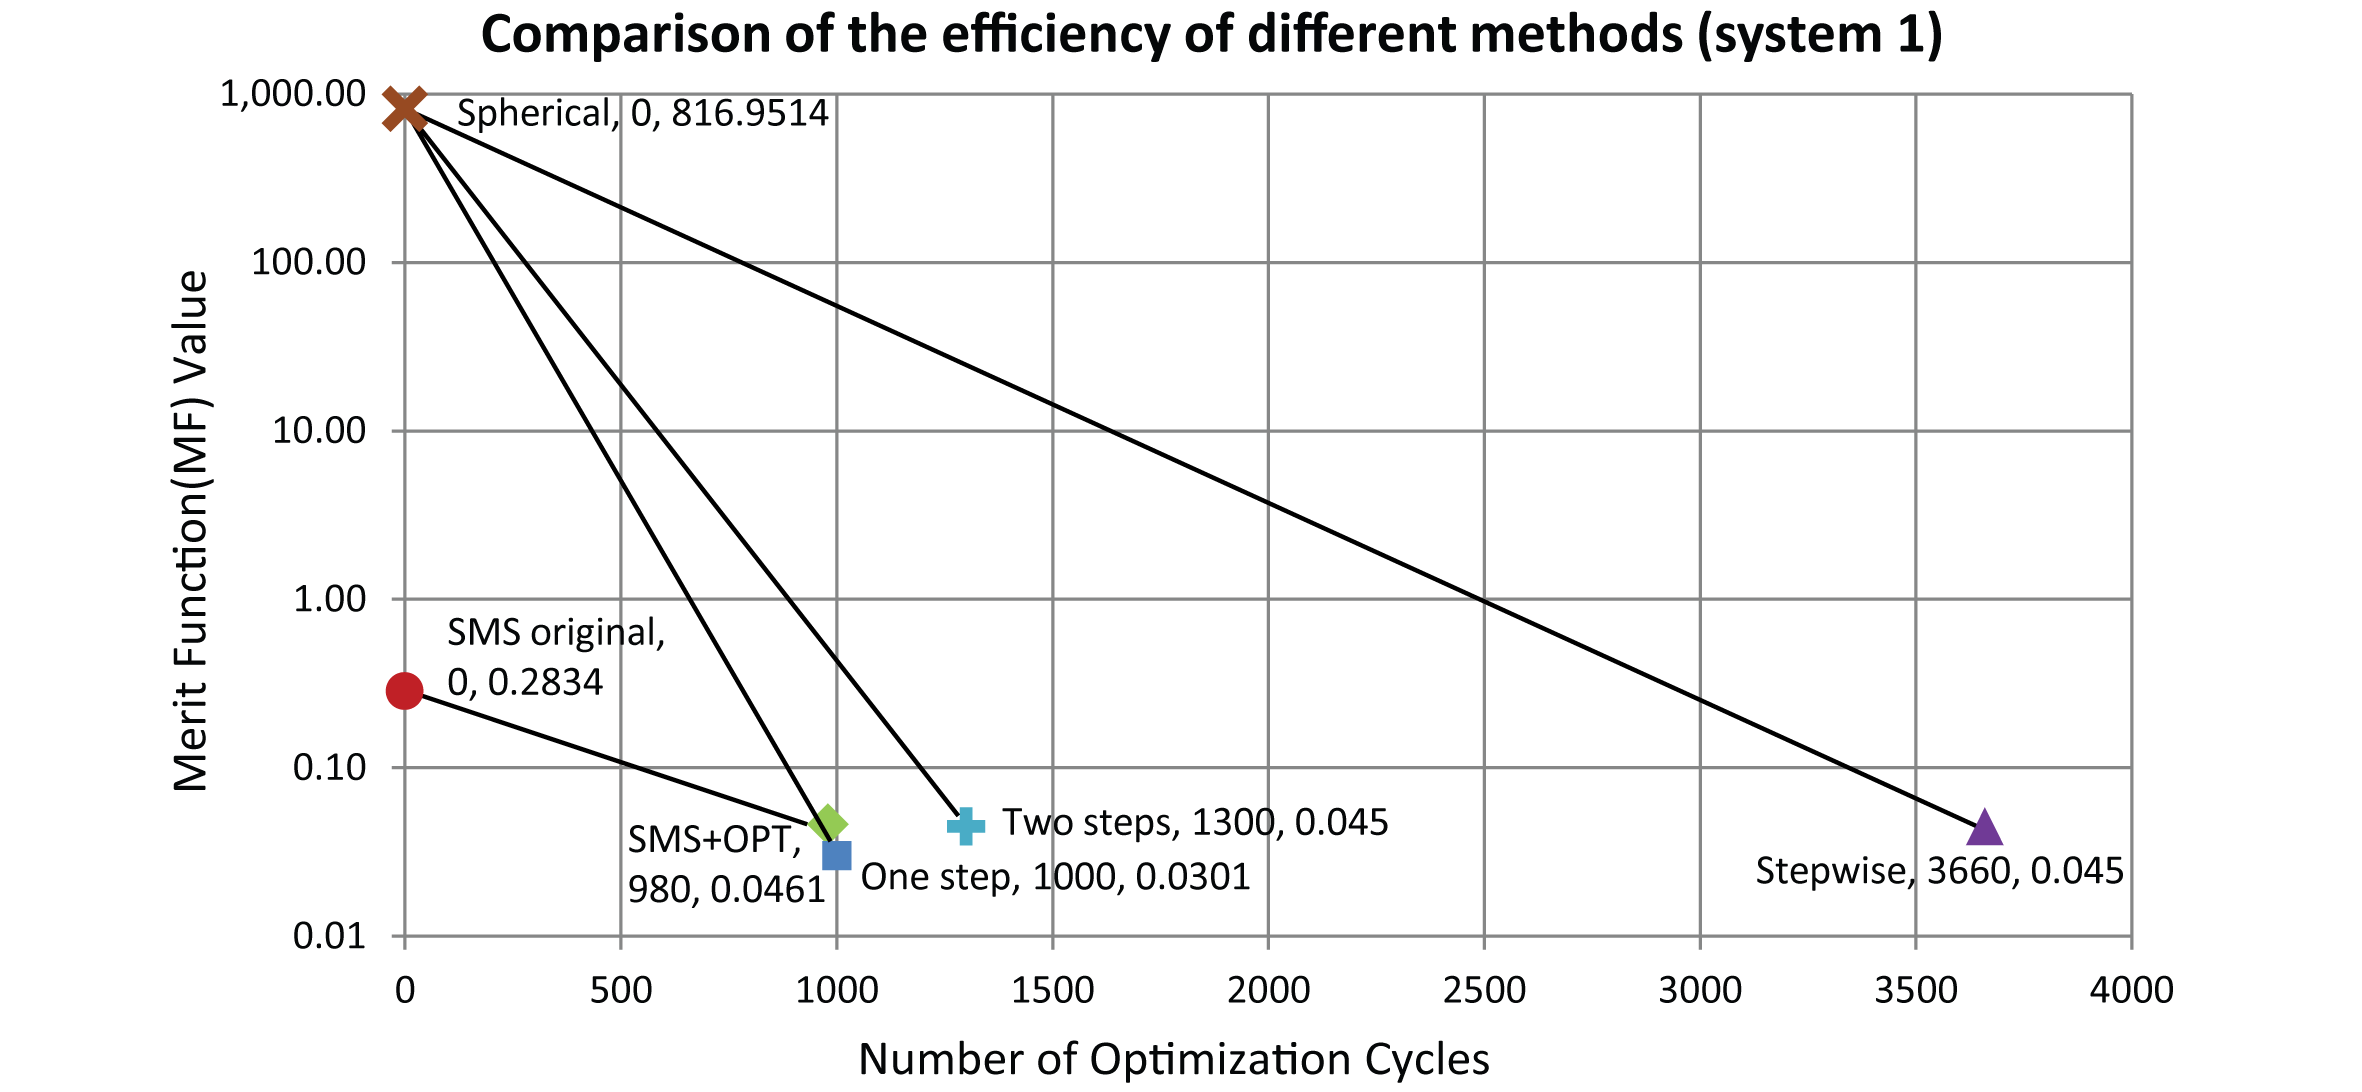 Comparison of the efficiency of different methods (system 1)
1,000.00
Spherical, 0, 816.9514
100.00
10.00
1.00
0.10
0.01
Merit Function(MF) Value
SMS original,
0, 0.2834
SMS+OPT,
980, 0.0461
Two steps, 1300, 0.045
One step, 1000, 0.0301
Stepwise, 3660, 0.045
0 500 1000 1500 2000 2500 3000 3500 4000
Number of Optimization Cycles